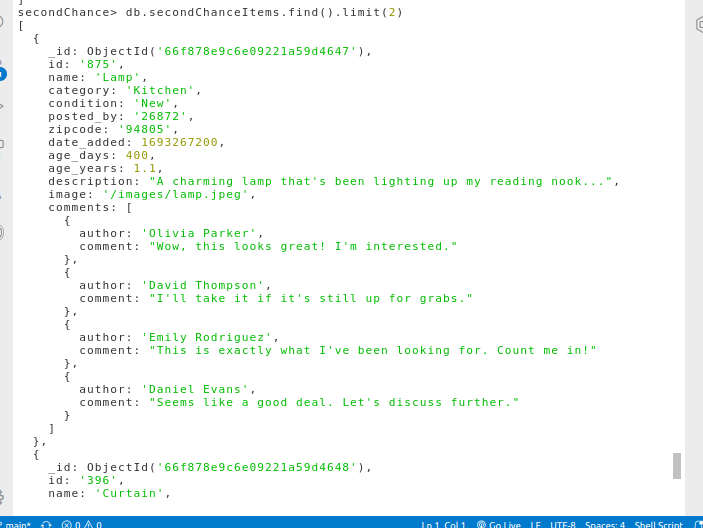 ]
secondChance> db.secondChanceItems.find().limit(2)
[
  {
    _id: ObjectId('66f878e9c6e09221a59d4647'),
    id: '875',
    name: 'Lamp',
    category: 'Kitchen',
    condition: 'New',
    posted_by: '26872',
    zipcode: '94805',
    date_added: 1693267200,
    age_days: 400,
    age_years: 1.1,
    description: "A charming lamp that's been lighting up my reading nook...",
    image: '/images/lamp.jpeg',
    comments: [
      {
        author: 'Olivia Parker',
        comment: "Wow, this looks great! I'm interested."
      },
      {
        author: 'David Thompson',
        comment: "I'll take it if it's still up for grabs."
      },
      {
        author: 'Emily Rodriguez',
        comment: "This is exactly what I've been looking for. Count me in!"
      },
      {
        author: 'Daniel Evans',
        comment: "Seems like a good deal. Let's discuss further."
      }
    ]
  },
  {
    _id: ObjectId('66f878e9c6e09221a59d4648'),
    id: '396',
    name: 'Curtain',
main* 0 0 Ln 1, Col 1 Go Live LF UTF-8 Spaces: 4 Shell Script